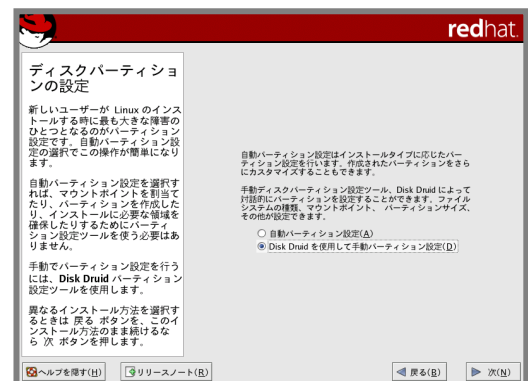 redhat.
ディスクパーティショ
ンの設定
新しいユーザーが Linux のインス
トールする時に最も大きな障害の
ひとつとなるのがパーティション
設定です。自動パーティション設
定の選択でこの操作が簡単になり
ます。
自動パーティション設定を選択す
れば、マウントポイントを割当て
たり、パーティションを作成した
り、インストールに必要な領域を
確保したりするためにパーティ
ション設定ツールを使う必要はあ
りません。
手動でパーティション設定を行う
には、Disk Druid パーティション
設定ツールを使用します。
異なるインストール方法を選択す
るときは 戻る ボタンを、このイ
ンストール方法のまま続けるな
ら 次 ボタンを押します。
自動パーティション設定はインストールタイプに応じたパー
ティション設定を行います。作成されたパーティションをさら
にカスタマイズすることもできます。
手動ディスクパーティション設定ツール、Disk Druid によって
対話的にパーティションを設定することができます。ファイル
システムの種類、マウントポイント、 パーティションサイズ、
その他が設定できます。
自動パーティション設定(A)
Disk Druid を使用して手動パーティション設定(D)
ヘルプを隠す(H)
リリースノート(R)
戻る(B)
次(N)